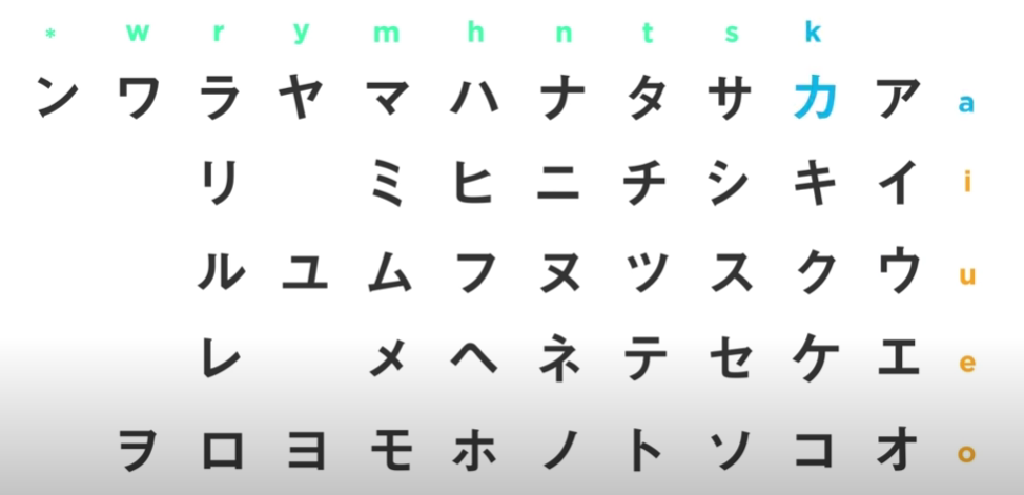 * w r y m h n t s k
ン ワ ラ ヤ マ ハ ナ タ サ カ ア a
リ ミ ヒ ニ チ シ キ イ i
ル ユ ム フ ヌ ツ ス ク ウ u
レ メ ヘ ネ テ セ ケ エ e
ヲ ロ ヨ モ ホ ノ ト ソ コ オ o